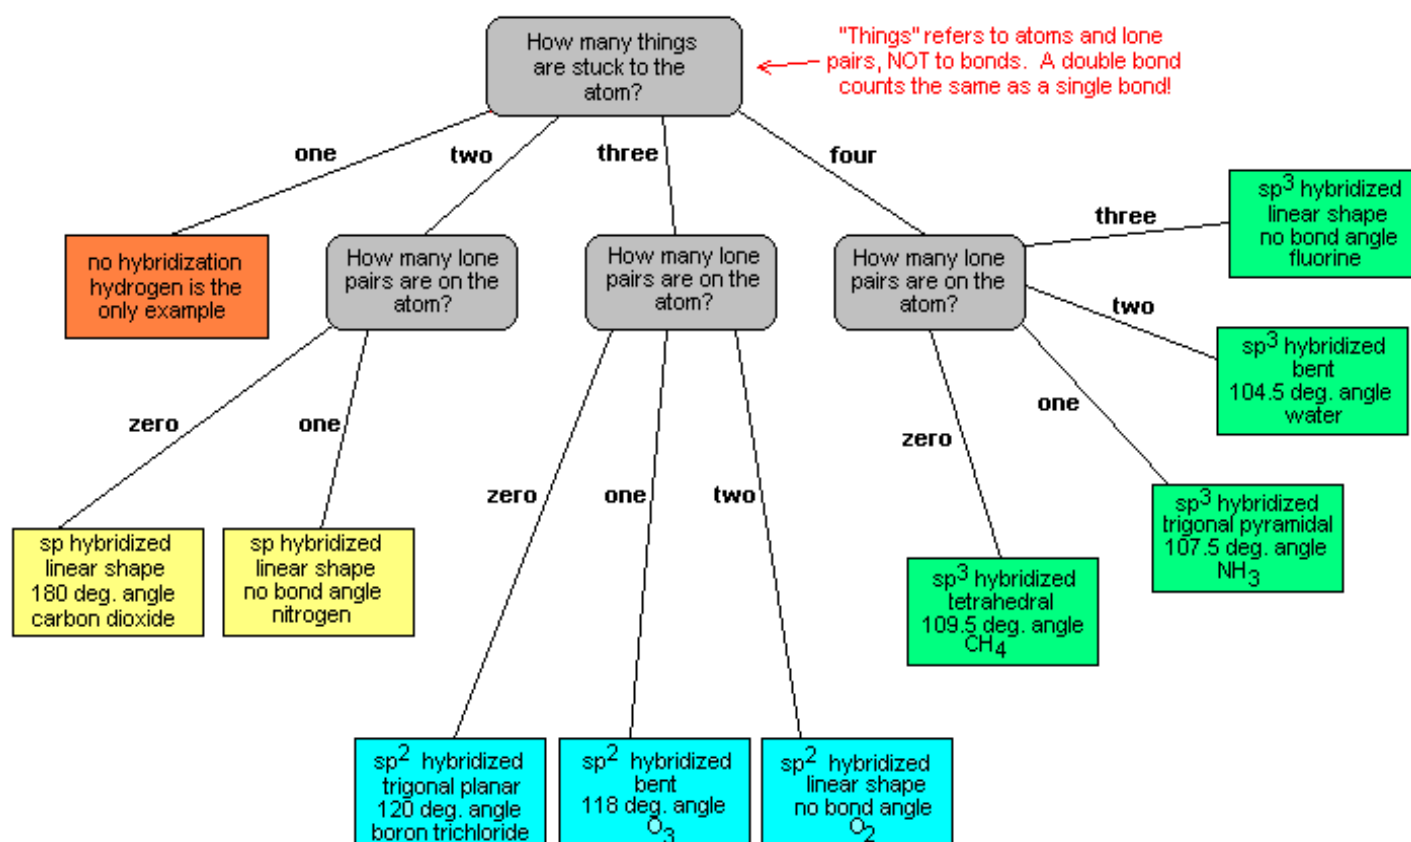 How many things
are stuck to the
atom?
"Things" refers to atoms and lone
pairs, NOT to bonds. A double bond
counts the same as a single bond!
one
two
three
four
no hybridization
hydrogen is the
only example
How many lone
pairs are on the
atom?
How many lone
pairs are on the
atom?
How many lone
pairs are on the
atom?
three
sp³ hybridized
linear shape
no bond angle
fluorine
two
sp³ hybridized
bent
104.5 deg. angle
water
one
sp³ hybridized
trigonal pyramidal
107.5 deg. angle
NH₃
zero
sp³ hybridized
tetrahedral
109.5 deg. angle
CH₄
zero
sp hybridized
linear shape
180 deg. angle
carbon dioxide
one
sp hybridized
linear shape
no bond angle
nitrogen
zero
sp² hybridized
trigonal planar
120 deg. angle
boron trichloride
one
sp² hybridized
bent
118 deg. angle
O₃
two
sp² hybridized
linear shape
no bond angle
O₂